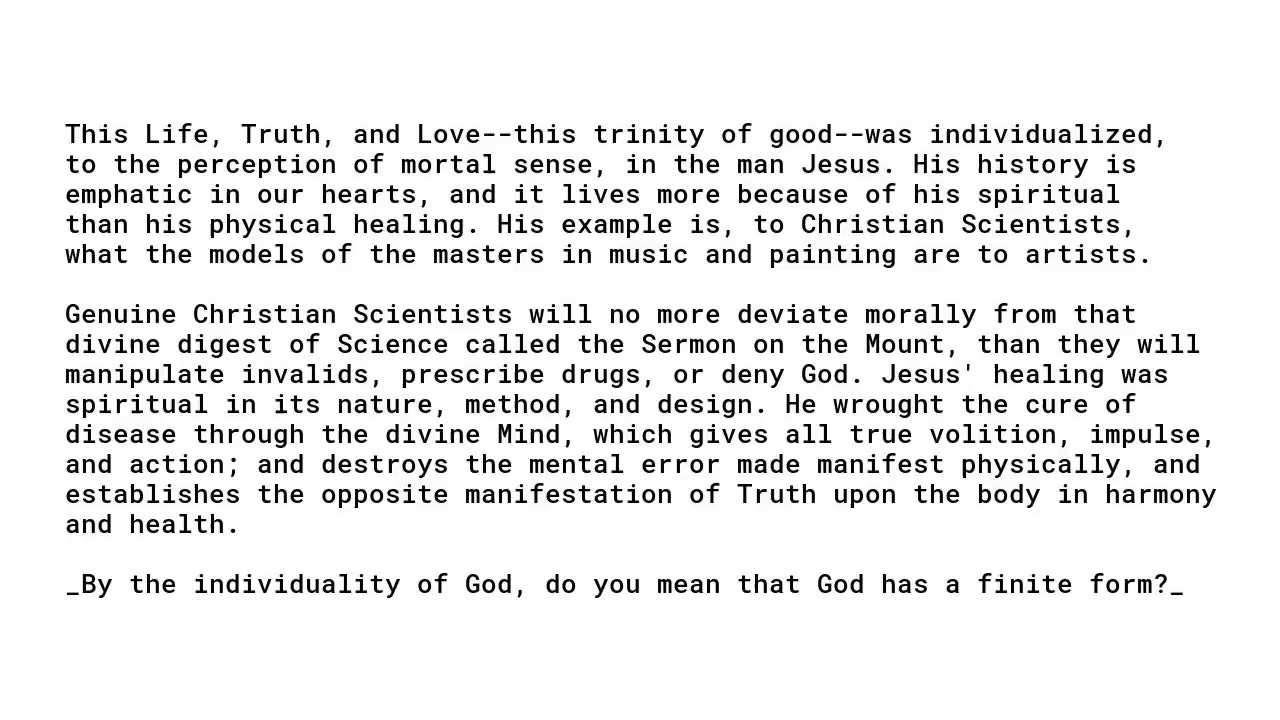 This Life, Truth, and Love--this trinity of good--was individualized,
to the perception of mortal sense, in the man Jesus. His history is
emphatic in our hearts, and it lives more because of his spiritual
than his physical healing. His example is, to Christian Scientists,
what the models of the masters in music and painting are to artists.

Genuine Christian Scientists will no more deviate morally from that
divine digest of Science called the Sermon on the Mount, than they will
manipulate invalids, prescribe drugs, or deny God. Jesus' healing was
spiritual in its nature, method, and design. He wrought the cure of
disease through the divine Mind, which gives all true volition, impulse,
and action; and destroys the mental error made manifest physically, and
establishes the opposite manifestation of Truth upon the body in harmony
and health.

_By the individuality of God, do you mean that God has a finite form?_